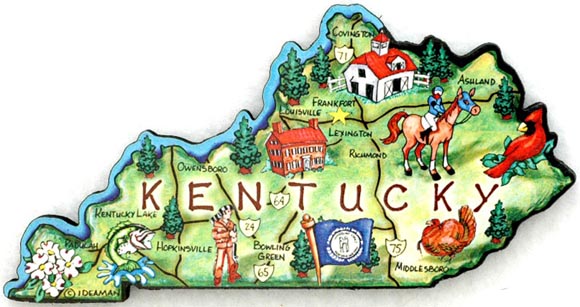 COVINGTON
71
ASHLAND
FRANKFORT
LOUISVILLE
LEXINGTON
RICHMOND
OWENSBORO
KENTUCKY
64
KENTUCKY LAKE
24
PADUCAH
HOPKINSVILLE
BOWLING
GREEN
65
75
MIDDLESBORO
© IDEAMAN